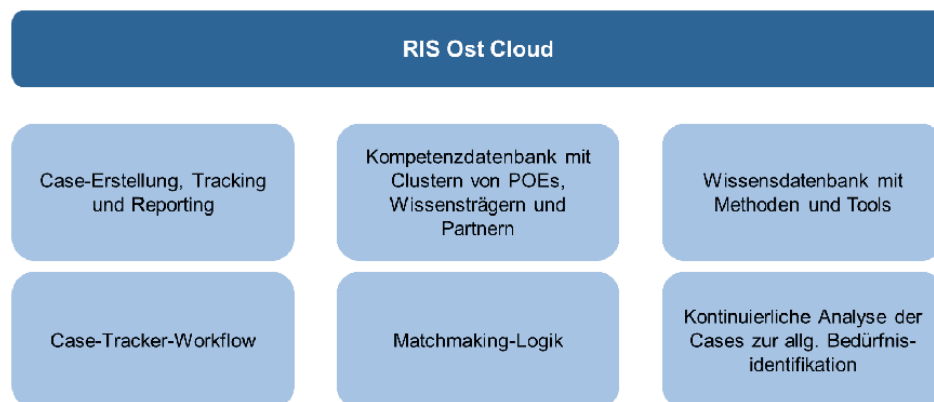 RIS Ost Cloud
Case-Erstellung, Tracking
und Reporting
Kompetenzdatenbank mit
Clustern von POEs,
Wissensträgern und
Partnern
Wissensdatenbank mit
Methoden und Tools
Case-Tracker-Workflow
Matchmaking-Logik
Kontinuierliche Analyse der
Cases zur allg. Bedürfnis-
identifikation